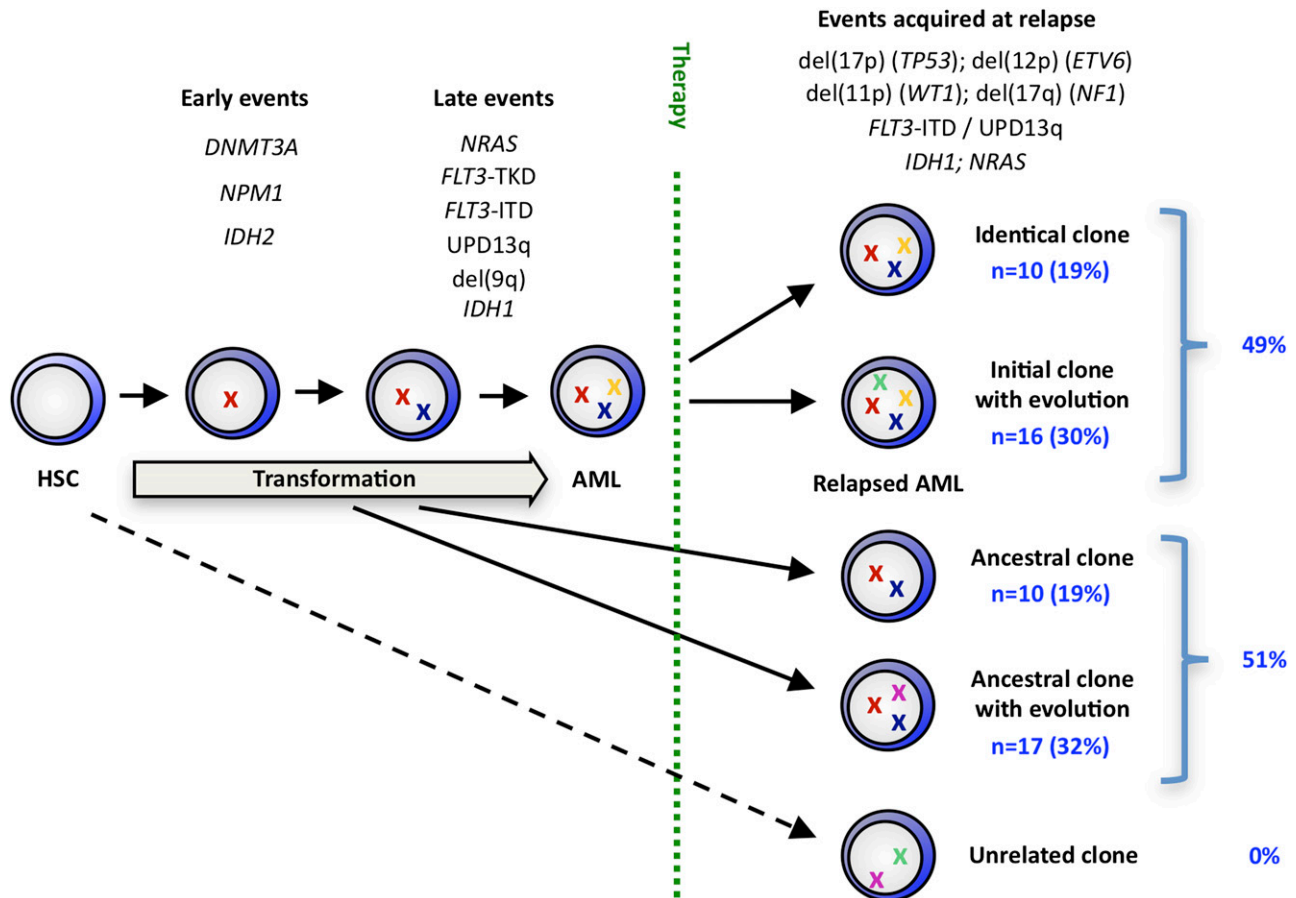 Events acquired at relapse
del(17p) (TP53); del(12p) (ETV6)
del(11p) (WT1); del(17q) (NF1)
FLT3-ITD / UPD13q
IDH1; NRAS
Therapy
Early events
DNMT3A
NPM1
IDH2
Late events
NRAS
FLT3-TKD
FLT3-ITD
UPD13q
del(9q)
IDH1
X
X
X
X
X
X
HSC
Transformation
AML
X
X
X
Identical clone
n=10 (19%)
X
X
X
X
Initial clone
with evolution
n=16 (30%)
49%
Relapsed AML
X
X
Ancestral clone
n=10 (19%)
X
X
X
Ancestral clone
with evolution
n=17 (32%)
51%
X
X
Unrelated clone
0%